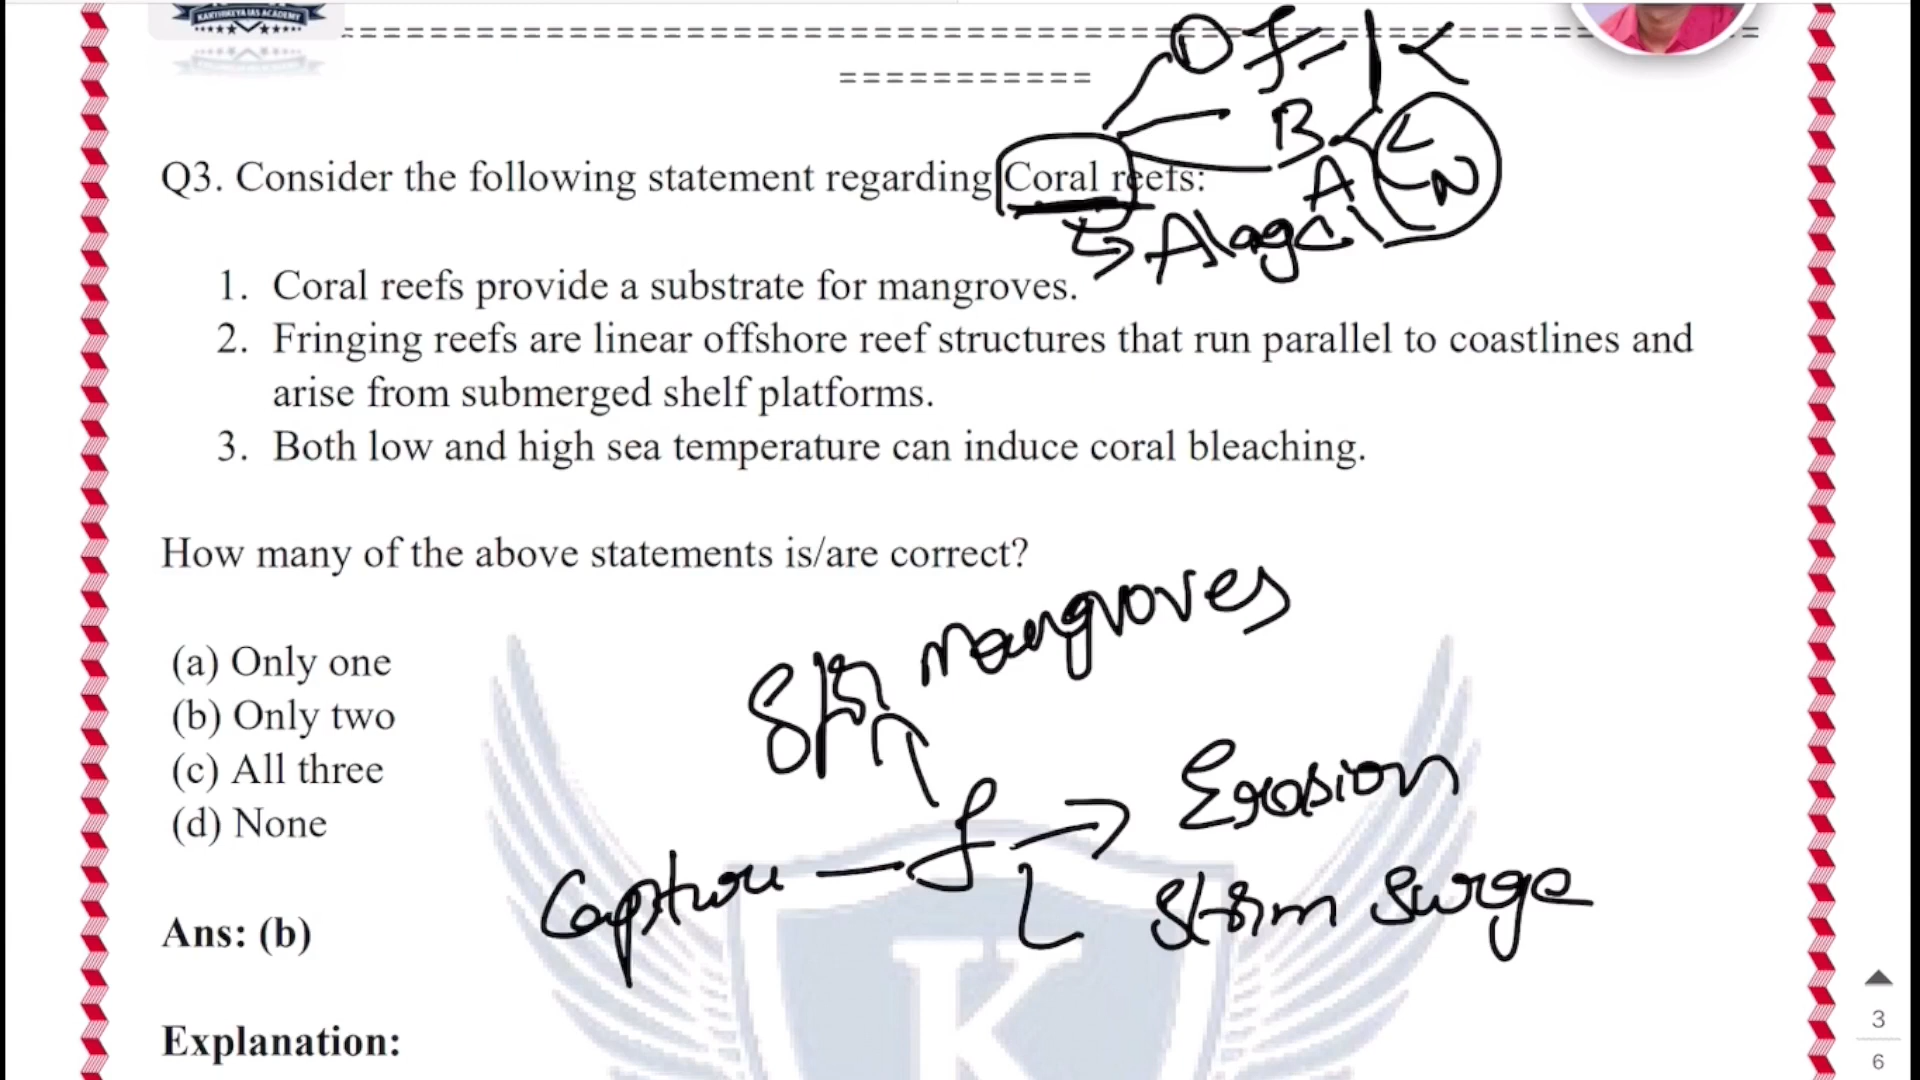 KARTHIKEYA IAS ACADEMY
================================================================
===========
Q3. Consider the following statement regarding Coral reefs:
1. Coral reefs provide a substrate for mangroves.
2. Fringing reefs are linear offshore reef structures that run parallel to coastlines and
arise from submerged shelf platforms.
3. Both low and high sea temperature can induce coral bleaching.
How many of the above statements is/are correct?
(a) Only one
(b) Only two
(c) All three
(d) None
Ans: (b)
Explanation:
B
A
L
N
Mangroves
Erosion
Capture
Storm Surge
K
3
6